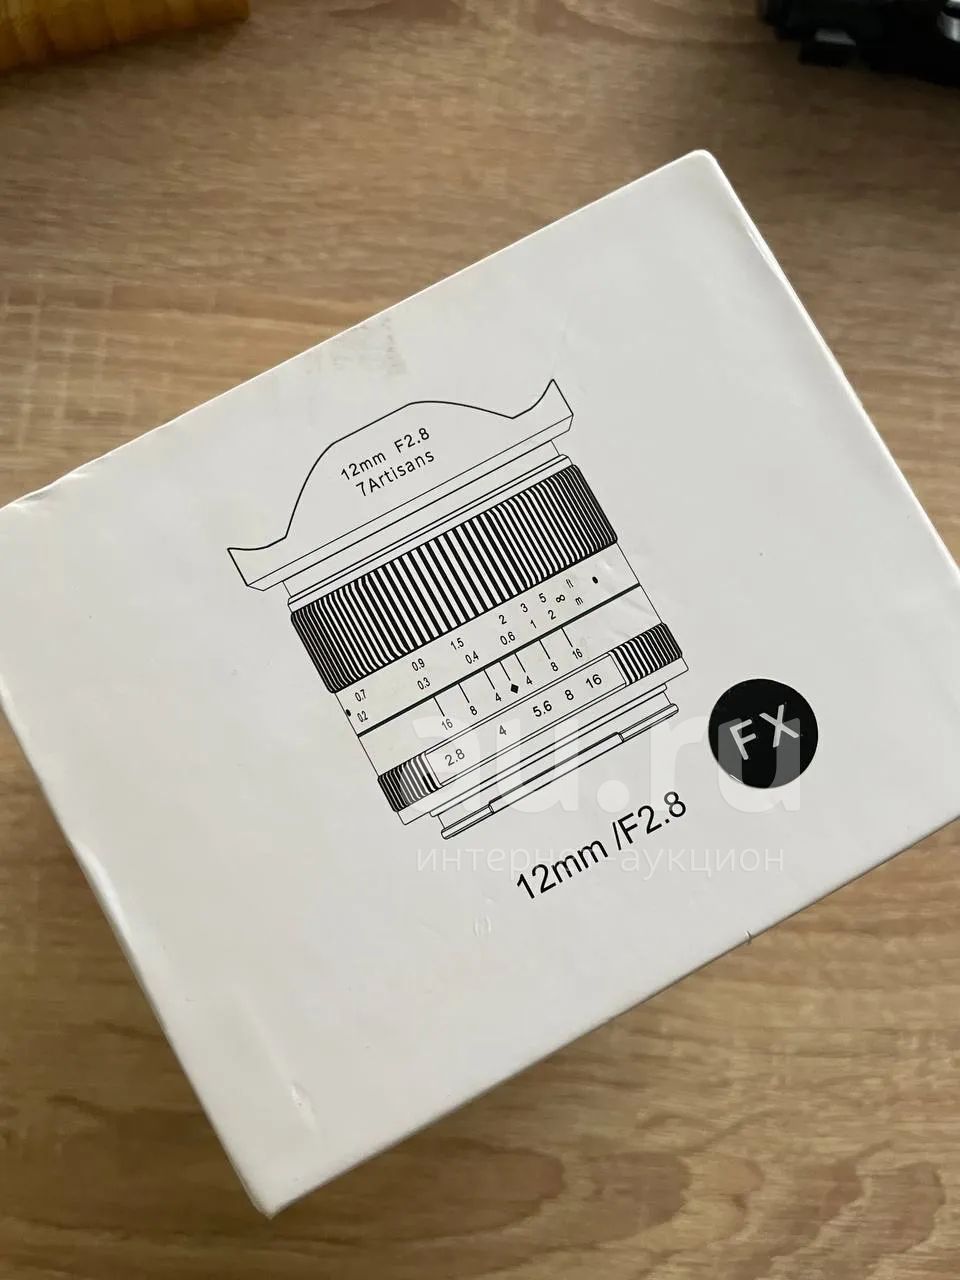 12mm F2.8
7Artisans
0.7 0.9 1.5 2 3 5 ∞ ft
0.2 0.3 0.4 0.6 1 2 m
16 8 4 4 8 16
2.8 4 5.6 8 16
FX
au.ru
интернет-аукцион
12mm /F2.8